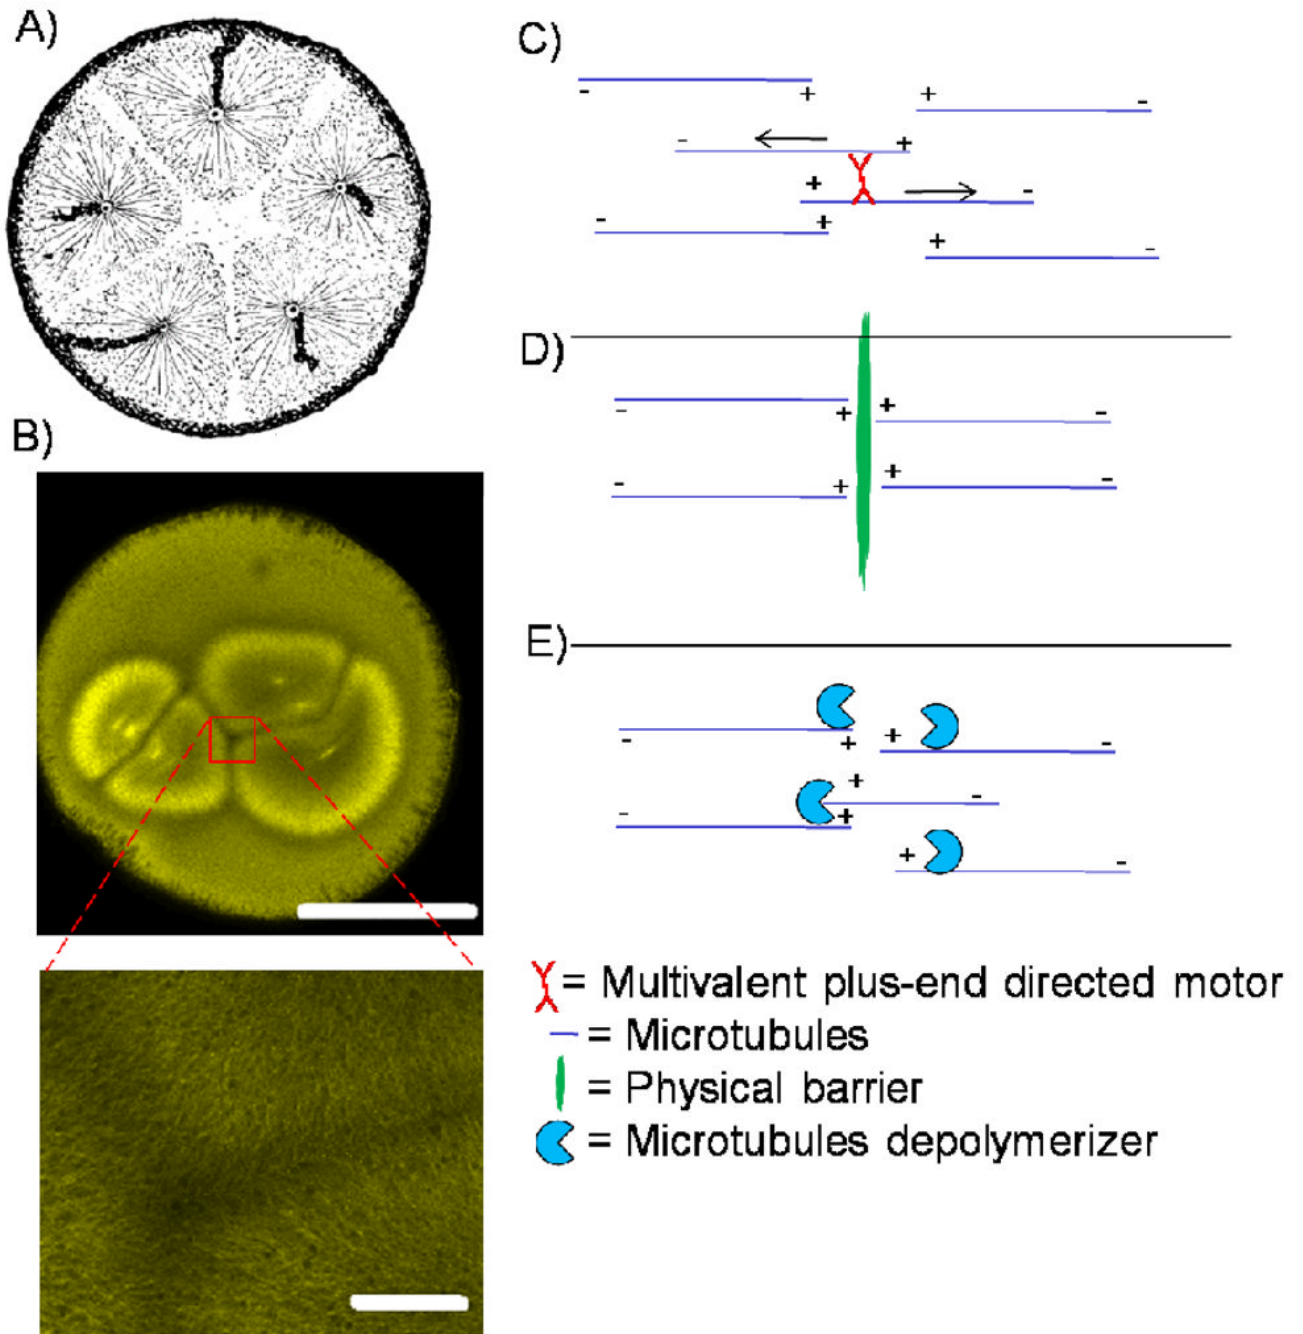 A)
B)
C)
- + + -
- +
+ -
- +
+ -
D)
- + + -
- + + -
E)
- + + -
+ -
- +
+ -
= Multivalent plus-end directed motor
= Microtubules
= Physical barrier
= Microtubules depolymerizer